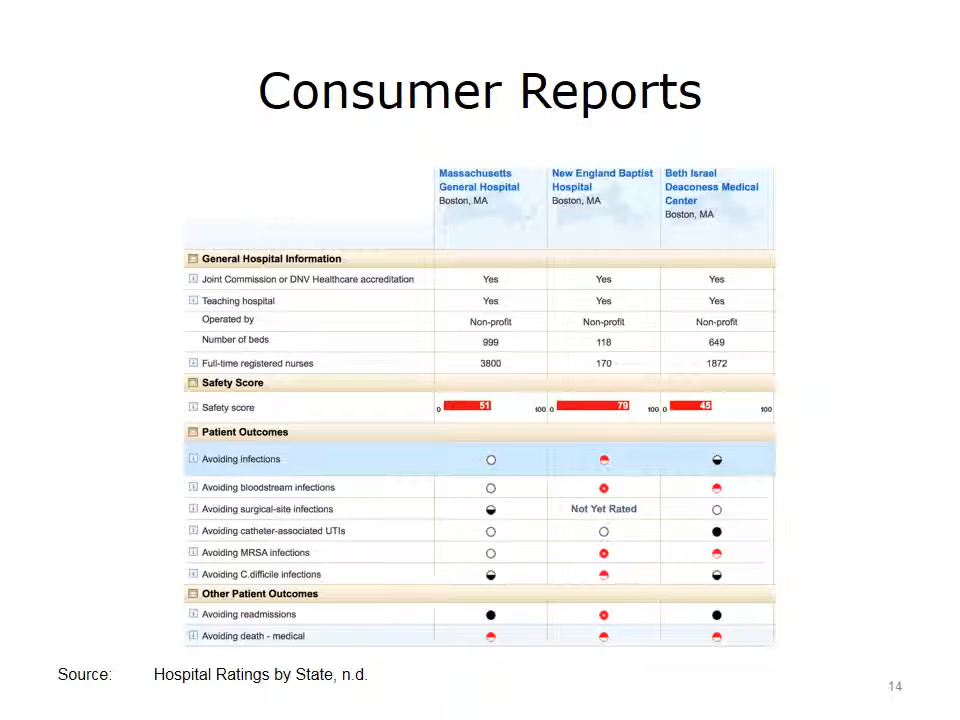 Consumer Reports
Massachusetts
General Hospital
Boston, MA
New England Baptist
Hospital
Boston, MA
Beth Israel
Deaconess Medical
Center
Boston, MA
General Hospital Information
Joint Commission or DNV Healthcare accreditation Yes Yes Yes
Teaching hospital Yes Yes Yes
Operated by Non-profit Non-profit Non-profit
Number of beds 999 118 649
Full-time registered nurses 3800 170 1872
Safety Score
Safety score 0 51 100 0 79 100 0 45 100
Patient Outcomes
Avoiding infections
Avoiding bloodstream infections
Avoiding surgical-site infections Not Yet Rated
Avoiding catheter-associated UTIs
Avoiding MRSA infections
Avoiding C.difficile infections
Other Patient Outcomes
Avoiding readmissions
Avoiding death - medical
Source: Hospital Ratings by State, n.d.
14